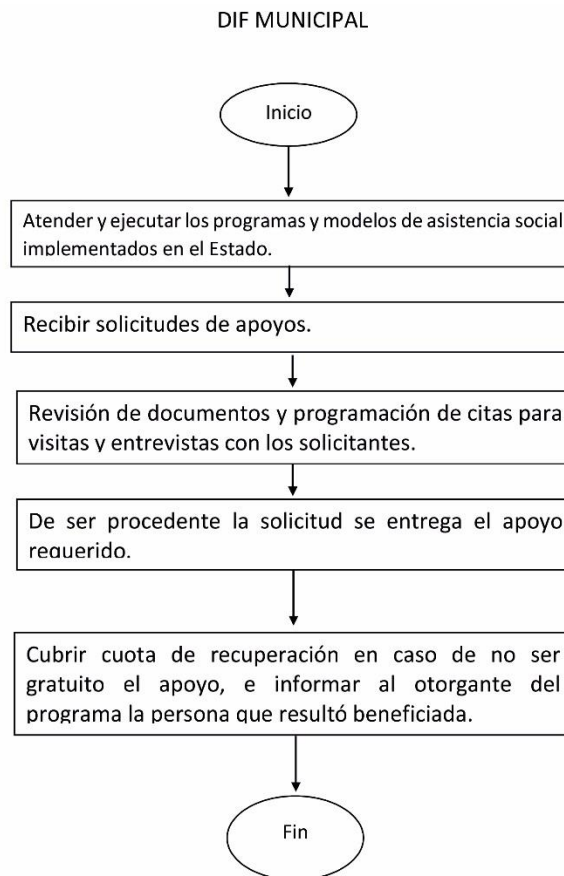 DIF MUNICIPAL
Inicio
Atender y ejecutar los programas y modelos de asistencia social
implementados en el Estado.
Recibir solicitudes de apoyos.
Revisión de documentos y programación de citas para
visitas y entrevistas con los solicitantes.
De ser procedente la solicitud se entrega el apoyo
requerido.
Cubrir cuota de recuperación en caso de no ser
gratuito el apoyo, e informar al otorgante del
programa la persona que resultó beneficiada.
Fin